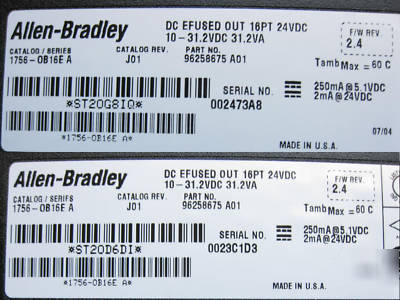 Allen-Bradley
DC EFUSED OUT 16PT 24VDC
10-31.2VDC 31.2VA
F/W REV.
2.4
CATALOG / SERIES
CATALOG REV.
PART NO.
1756-OB16E A
J01
96258675 A01
Tamb Max = 60 C
*ST20G8IQ*
SERIAL NO.
002473A8
250mA@5.1VDC
2mA@24VDC
07/04
*1756-OB16E A
MADE IN U.S.A.
Allen-Bradley
DC EFUSED OUT 16PT 24VDC
10-31.2VDC 31.2VA
F/W REV.
2.4
CATALOG / SERIES
CATALOG REV.
PART NO.
1756-OB16E A
J01
96258675 A01
Tamb Max = 60 C
*ST20D6DI*
SERIAL NO.
0023C1D3
250mA@5.1VDC
2mA@24VDC
*1756-OB16E A
MADE IN U.S.A.